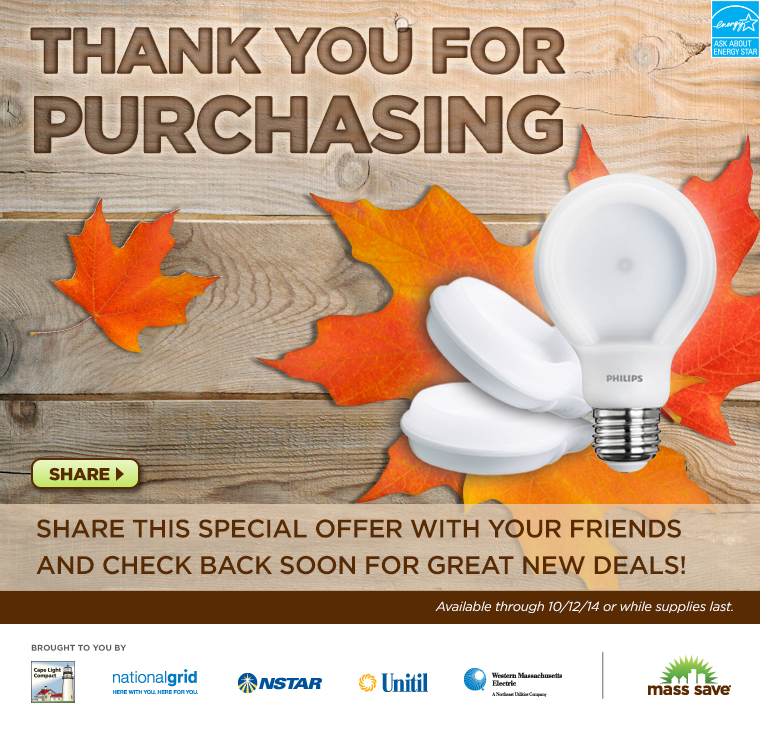 THANK YOU FOR
PURCHASING
energy
ASK ABOUT
ENERGY STAR
PHILIPS
SHARE
SHARE THIS SPECIAL OFFER WITH YOUR FRIENDS
AND CHECK BACK SOON FOR GREAT NEW DEALS!
Available through 10/12/14 or while supplies last.
BROUGHT TO YOU BY
Cape Light
Compact
nationalgrid
HERE WITH YOU. HERE FOR YOU.
NSTAR
Unitil
Western Massachusetts
Electric
A Northeast Utilities Company
mass save